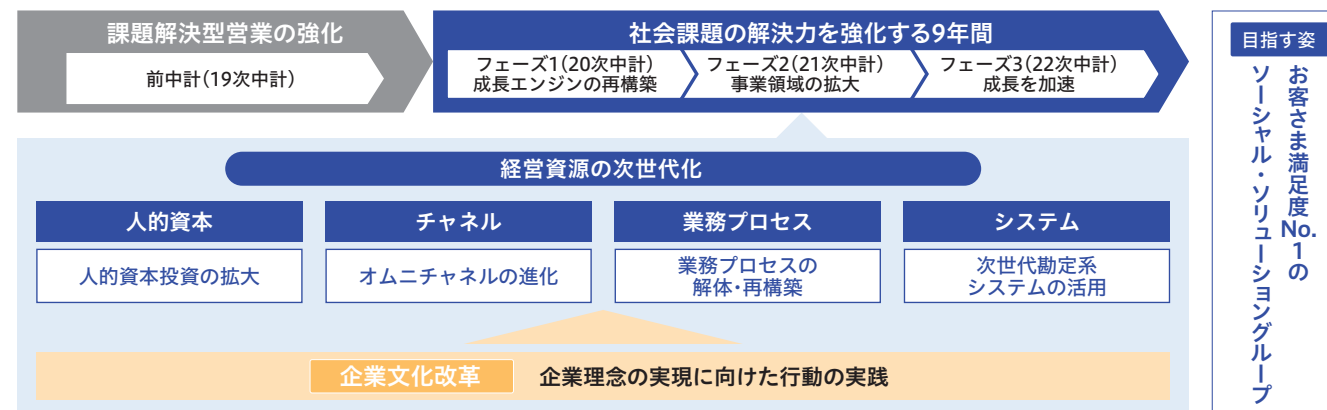 課題解決型営業の強化
前中計(19次中計)
社会課題の解決力を強化する9年間
フェーズ1(20次中計)
成長エンジンの再構築
フェーズ2(21次中計)
事業領域の拡大
フェーズ3(22次中計)
成長を加速
目指す姿
お客さま満足度No.1の
ソーシャル・ソリューショングループ
経営資源の次世代化
人的資本
人的資本投資の拡大
チャネル
オムニチャネルの進化
業務プロセス
業務プロセスの
解体・再構築
システム
次世代勘定系
システムの活用
企業文化改革
企業理念の実現に向けた行動の実践